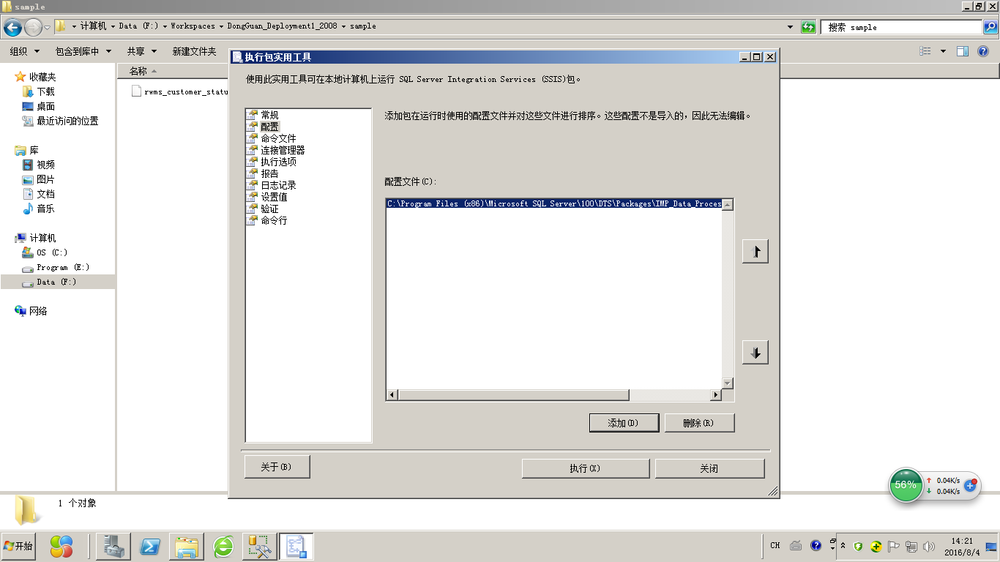 sample
计算机 Data (F:) Workspaces DongGuan_Deployment1_2008 sample
搜索 sample
组织 包含到库中 共享 新建文件夹
收藏夹
下载
桌面
最近访问的位置
库
视频
图片
文档
音乐
计算机
OS (C:)
Program (E:)
Data (F:)
网络
名称
rwms_customer_statu
执行包实用工具
使用此实用工具可在本地计算机上运行 SQL Server Integration Services (SSIS)包。
常规
配置
命令文件
连接管理器
执行选项
报告
日志记录
设置值
验证
命令行
添加包在运行时使用的配置文件并对这些文件进行排序。这些配置不是导入的，因此无法编辑。
配置文件(C):
C:\Program Files (x86)\Microsoft SQL Server\100\DTS\Packages\IMP_Data_Proces
添加(D) 删除(R)
关于(B) 执行(X) 关闭
56% 0.04K/s
0.04K/s
1 个对象
开始
CH
14:21
2016/8/4